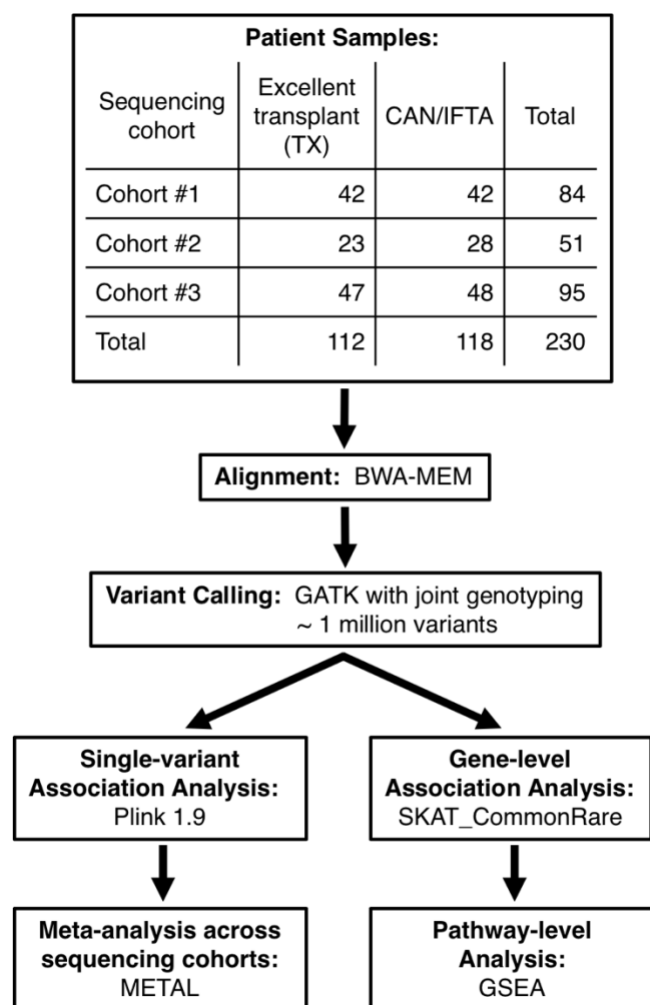 Patient Samples:
Sequencing cohort Excellent transplant (TX) CAN/IFTA Total
Cohort #1 42 42 84
Cohort #2 23 28 51
Cohort #3 47 48 95
Total 112 118 230
Alignment: BWA-MEM
Variant Calling: GATK with joint genotyping
~ 1 million variants
Single-variant
Association Analysis:
Plink 1.9
Gene-level
Association Analysis:
SKAT_CommonRare
Meta-analysis across
sequencing cohorts:
METAL
Pathway-level
Analysis:
GSEA